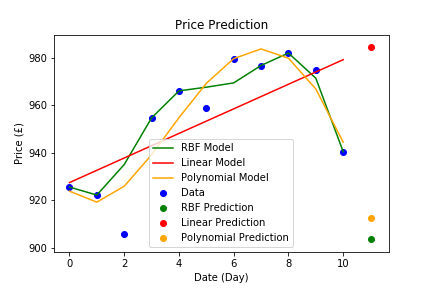 Price Prediction
Price (£)
980
960
940
920
900
RBF Model
Linear Model
Polynomial Model
Data
RBF Prediction
Linear Prediction
Polynomial Prediction
0 2 4 6 8 10
Date (Day)